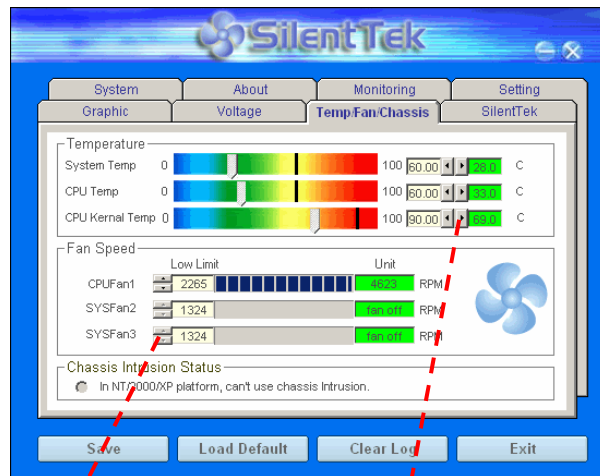 SilentTek
System About Monitoring Setting
Graphic Voltage Temp/Fan/Chassis SilentTek
Temperature
System Temp 0 100 60.00 28.0 C
CPU Temp 0 100 60.00 33.0 C
CPU Kernal Temp 0 100 90.00 69.0 C
Fan Speed
Low Limit Unit
CPUFan1 2265 4623 RPM
SYSFan2 1324 fan off RPM
SYSFan3 1324 fan off RPM
Chassis Intrusion Status
In NT/2000/XP platform, can't use chassis Intrusion.
Save Load Default Clear Log Exit